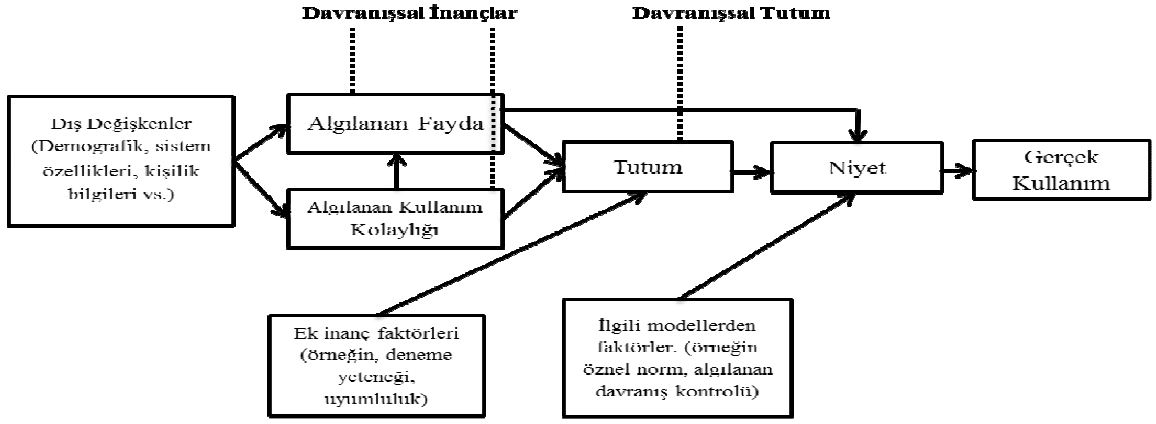 Davranışsal İnançlar
Davranışsal Tutum
Dış Değişkenler
(Demografik, sistem
özellikleri, kişilik
bilgileri vs.)
Algılanan Fayda
Algılanan Kullanım
Kolaylığı
Tutum
Niyet
Gerçek
Kullanım
Ek inanç faktörleri
(örneğin, deneme
yeteneği,
uyumluluk)
İlgili modellerden
faktörler. (örneğin
öznel norm, algılanan
davranış kontrolü)